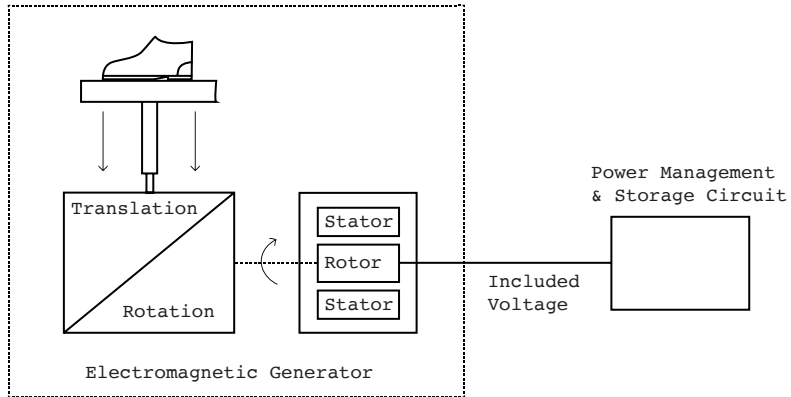 Power Management
& Storage Circuit
Translation
Stator
Rotor
Rotation
Stator
Included
Voltage
Electromagnetic Generator